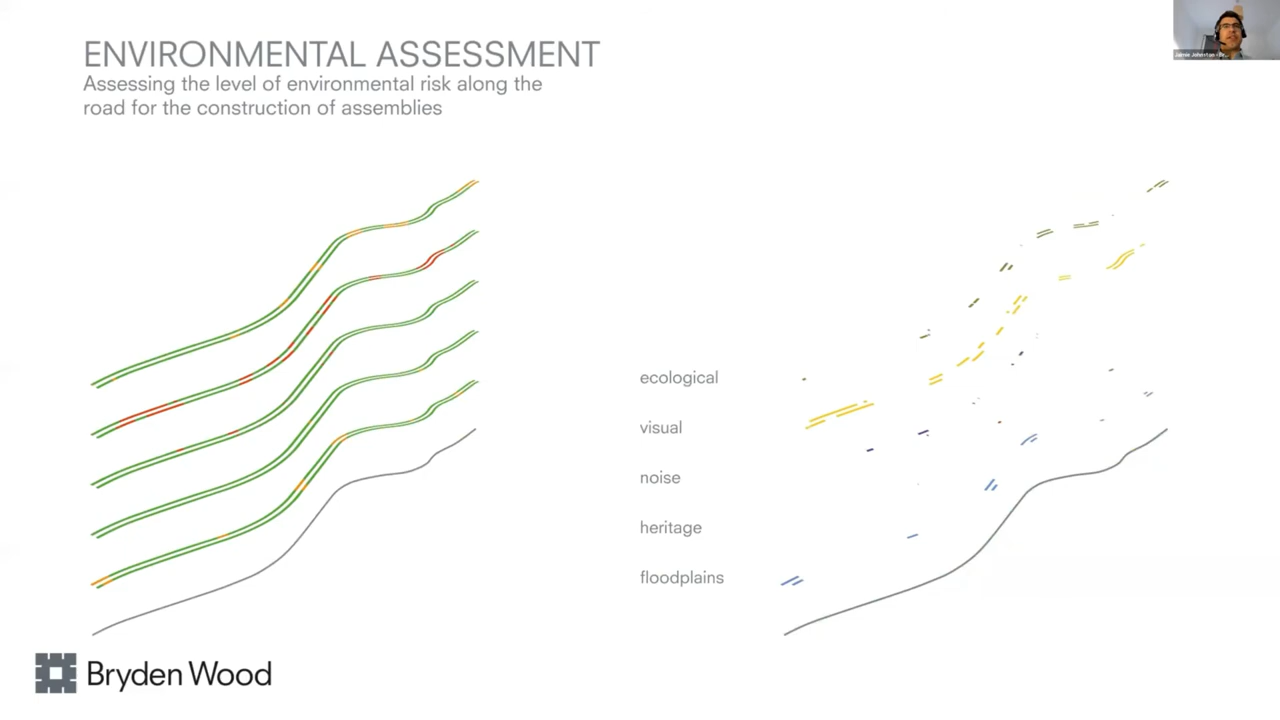 ENVIRONMENTAL ASSESSMENT
Assessing the level of environmental risk along the
road for the construction of assemblies
ecological
visual
noise
heritage
floodplains
Bryden Wood